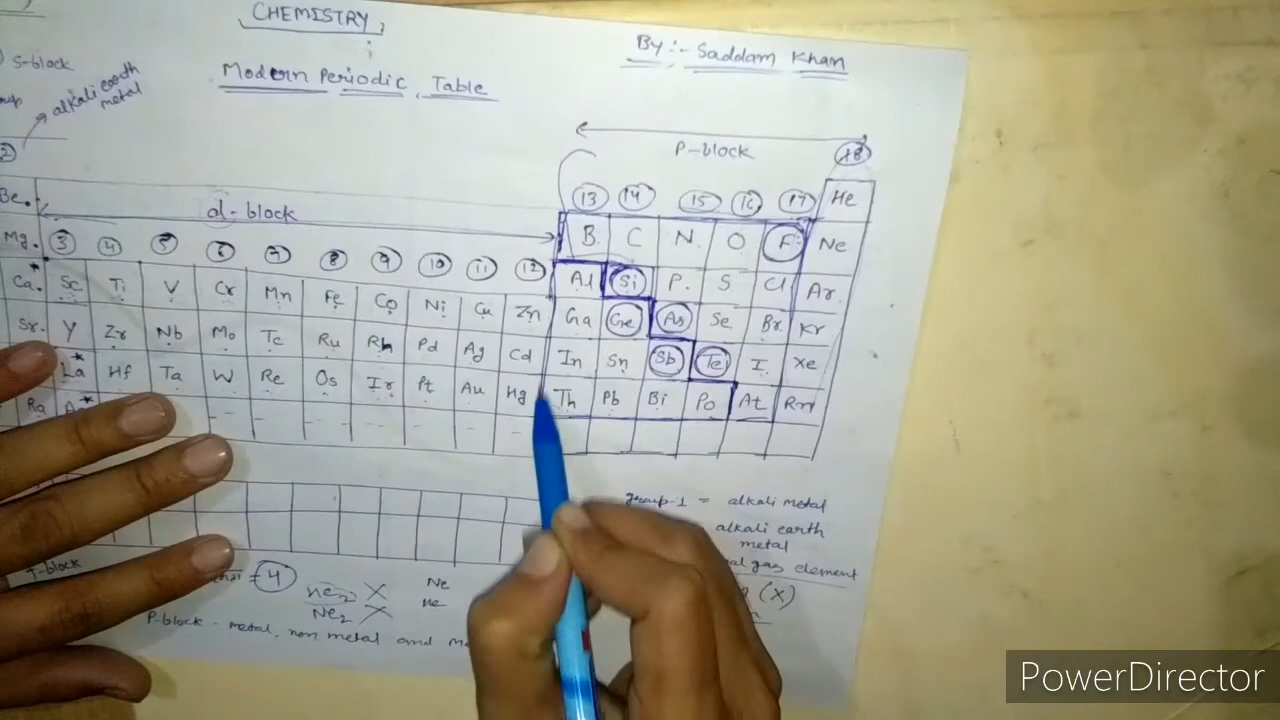 CHEMISTRY
By :- Saddam Khan
Modern Periodic Table
S-block
alkali earth
metal
P-block
2 18
13 14 15 16 17 He
Be. d-block B. C N. O F Ne
Mg. 3 4 5 6 7 8 9 10 11 12 Al Si P. S Cl Ar.
Ca.* Sc Ti V Cr Mn Fe Co Ni Cu Zn Ga Ge As Se Br. Kr
Sr. Y Zr Nb Mo Tc Ru Rh Pd Ag Cd In Sn Sb Te I Xe
La* Hf Ta W Re Os Ir Pt Au Hg Th Pb Bi Po At Rn
Ra
group-1 = alkali metal
alkali earth
metal
gas element
= 4
Ne
He
Ne2 X
(X)
P-block - metal, non metal and
PowerDirector